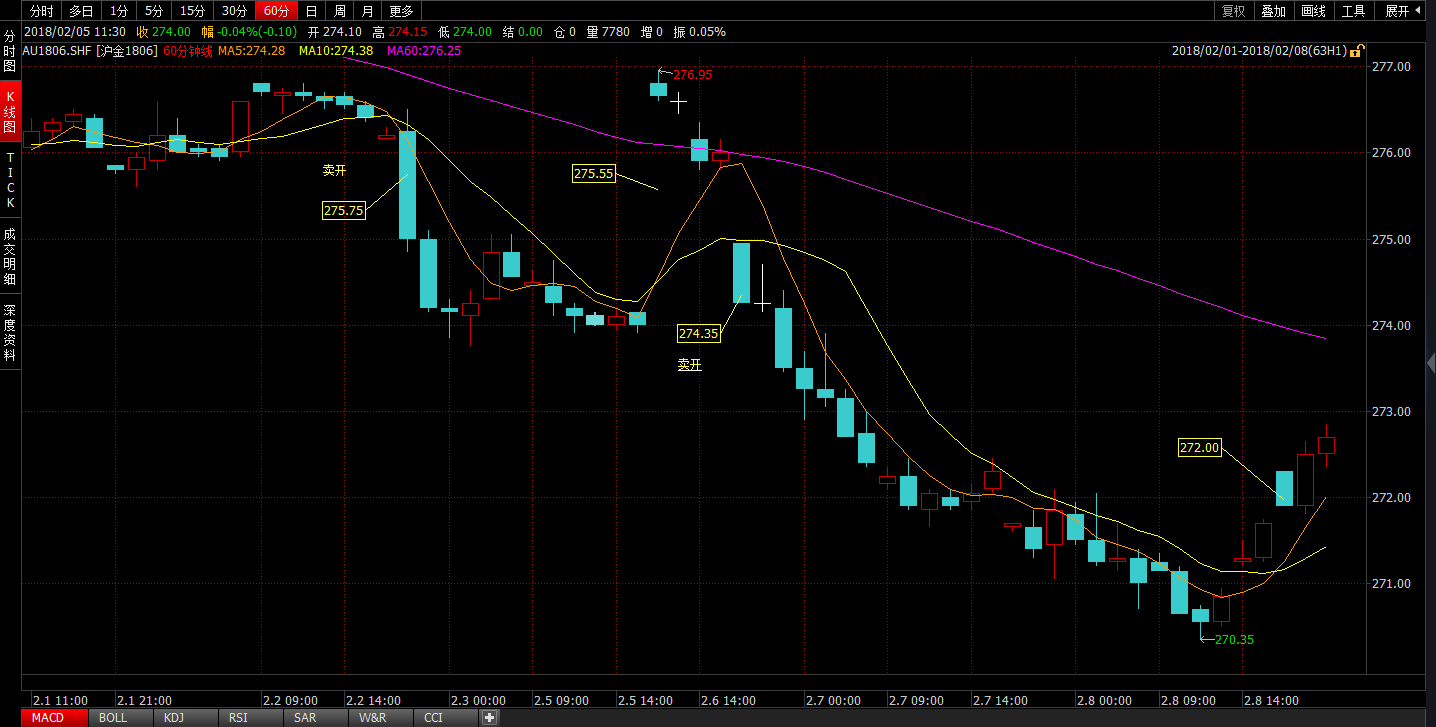 分时 多日 1分 5分 15分 30分 60分 日 周 月 更多 复权 叠加 画线 工具 展开
2018/02/05 11:30 收 274.00 幅 -0.04%(-0.10) 开 274.10 高 274.15 低 274.00 结 0.00 仓 0 量 7780 增 0 振 0.05%
AU1806.SHF [沪金1806] 60分钟线 MA5:274.28 MA10:274.38 MA60:276.25 2018/02/01-2018/02/08(63H1)
分时图
K线图
TICK
成交明细
深度资料
277.00
276.95
276.00
卖开
275.55
275.75
275.00
274.35
274.00
卖开
273.00
272.00
272.00
271.00
270.35
2.1 11:00 2.1 21:00 2.2 09:00 2.2 14:00 2.3 00:00 2.5 09:00 2.5 14:00 2.6 14:00 2.7 00:00 2.7 09:00 2.7 14:00 2.8 00:00 2.8 09:00 2.8 14:00
MACD BOLL KDJ RSI SAR W&R CCI